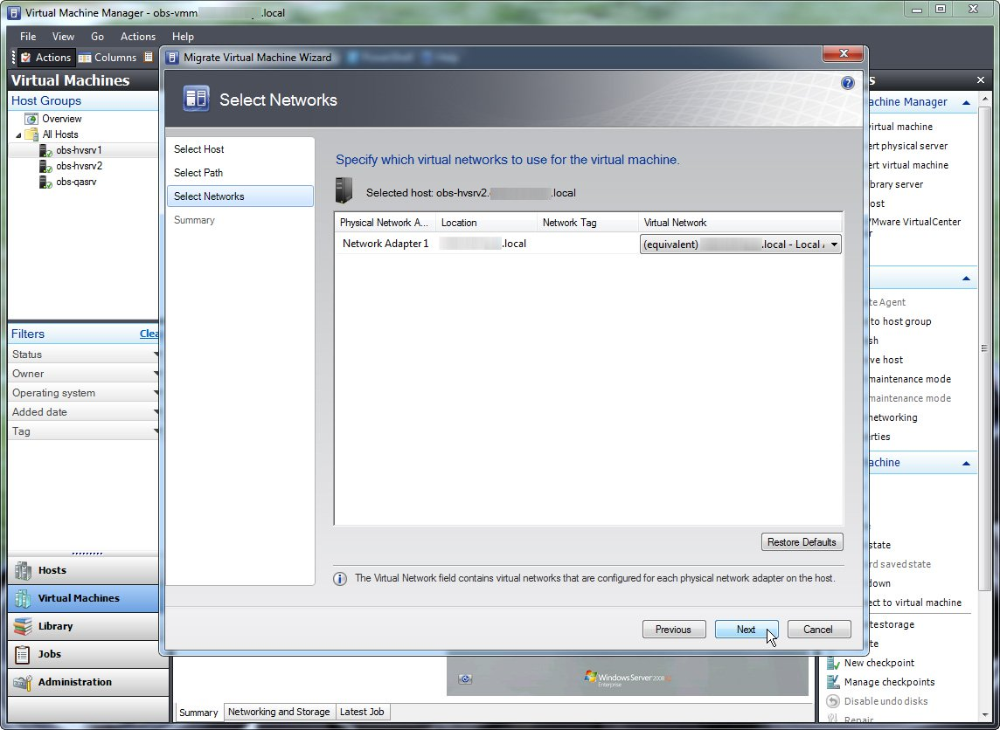 Virtual Machine Manager - obs-vmm .local
File View Go Actions Help
Actions Columns
Virtual Machines
Host Groups
Overview
All Hosts
obs-hvsrv1
obs-hvsrv2
obs-qasrv
Filters Clea
Status
Owner
Operating system
Added date
Tag
Hosts
Virtual Machines
Library
Jobs
Administration
Migrate Virtual Machine Wizard
Select Networks
Select Host
Select Path
Select Networks
Summary
Specify which virtual networks to use for the virtual machine.
Selected host: obs-hvsrv2. .local
Physical Network A... Location Network Tag Virtual Network
Network Adapter 1 .local (equivalent) .local - Local
Restore Defaults
The Virtual Network field contains virtual networks that are configured for each physical network adapter on the host.
Previous Next Cancel
Windows Server 2008
Enterprise
Summary Networking and Storage Latest Job
s
achine Manager
irtual machine
ert physical server
ert virtual machine
brary server
ost
VMware VirtualCenter
r
te Agent
to host group
sh
ve host
maintenance mode
maintenance mode
networking
rties
achine
state
rd saved state
down
ect to virtual machine
te storage
te
New checkpoint
Manage checkpoints
Disable undo disks
Repair